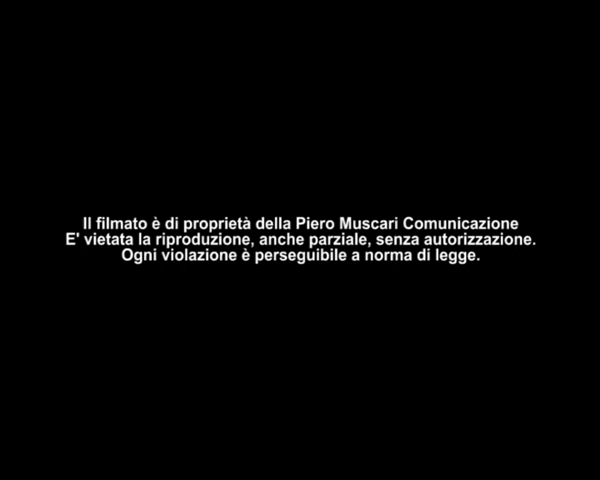 Il filmato è di proprietà della Piero Muscari Comunicazione
E' vietata la riproduzione, anche parziale, senza autorizzazione.
Ogni violazione è perseguibile a norma di legge.